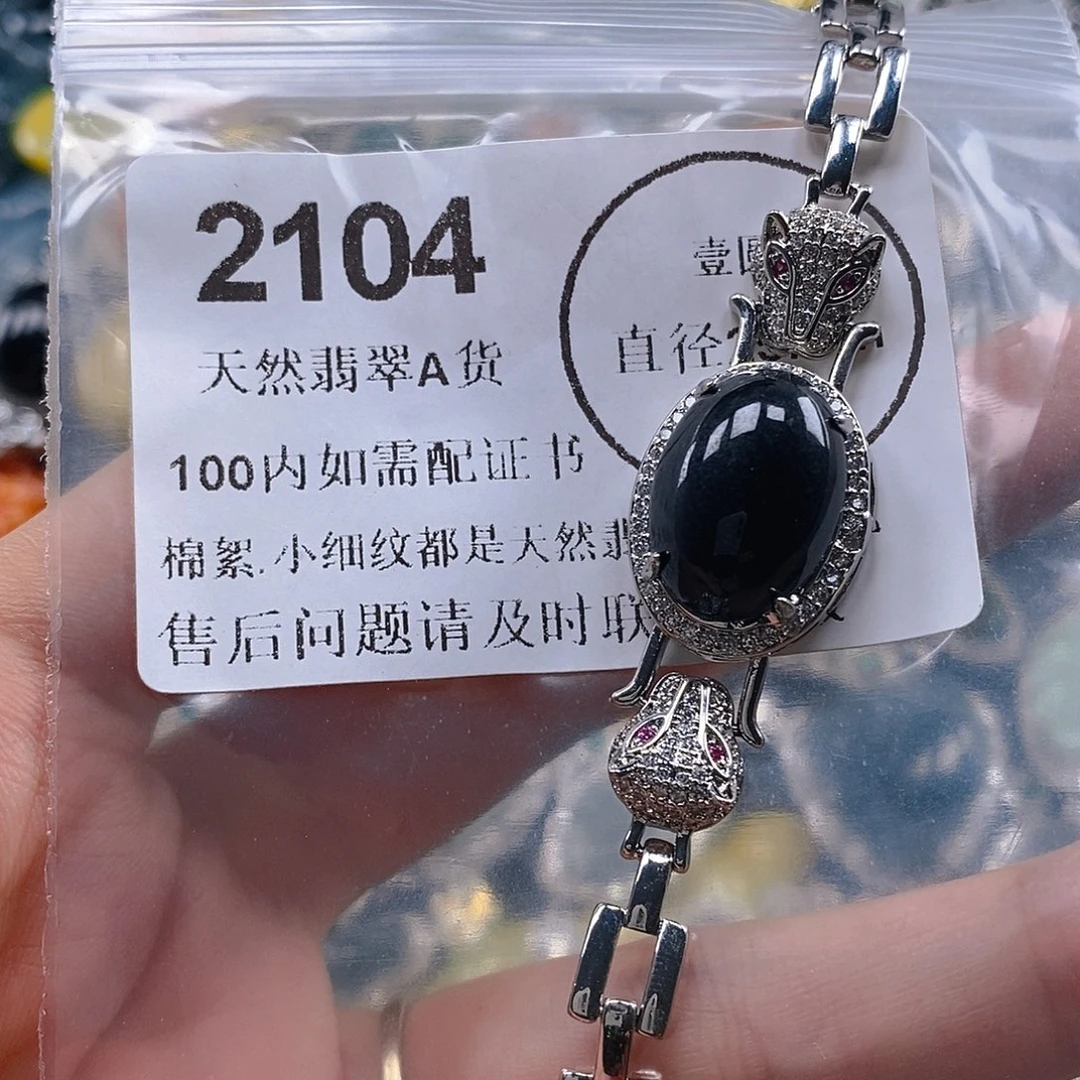 2104
天然翡翠A货
100内如需配证书
棉絮.小细纹都是天然翡
售后问题请及时联
壹
直径